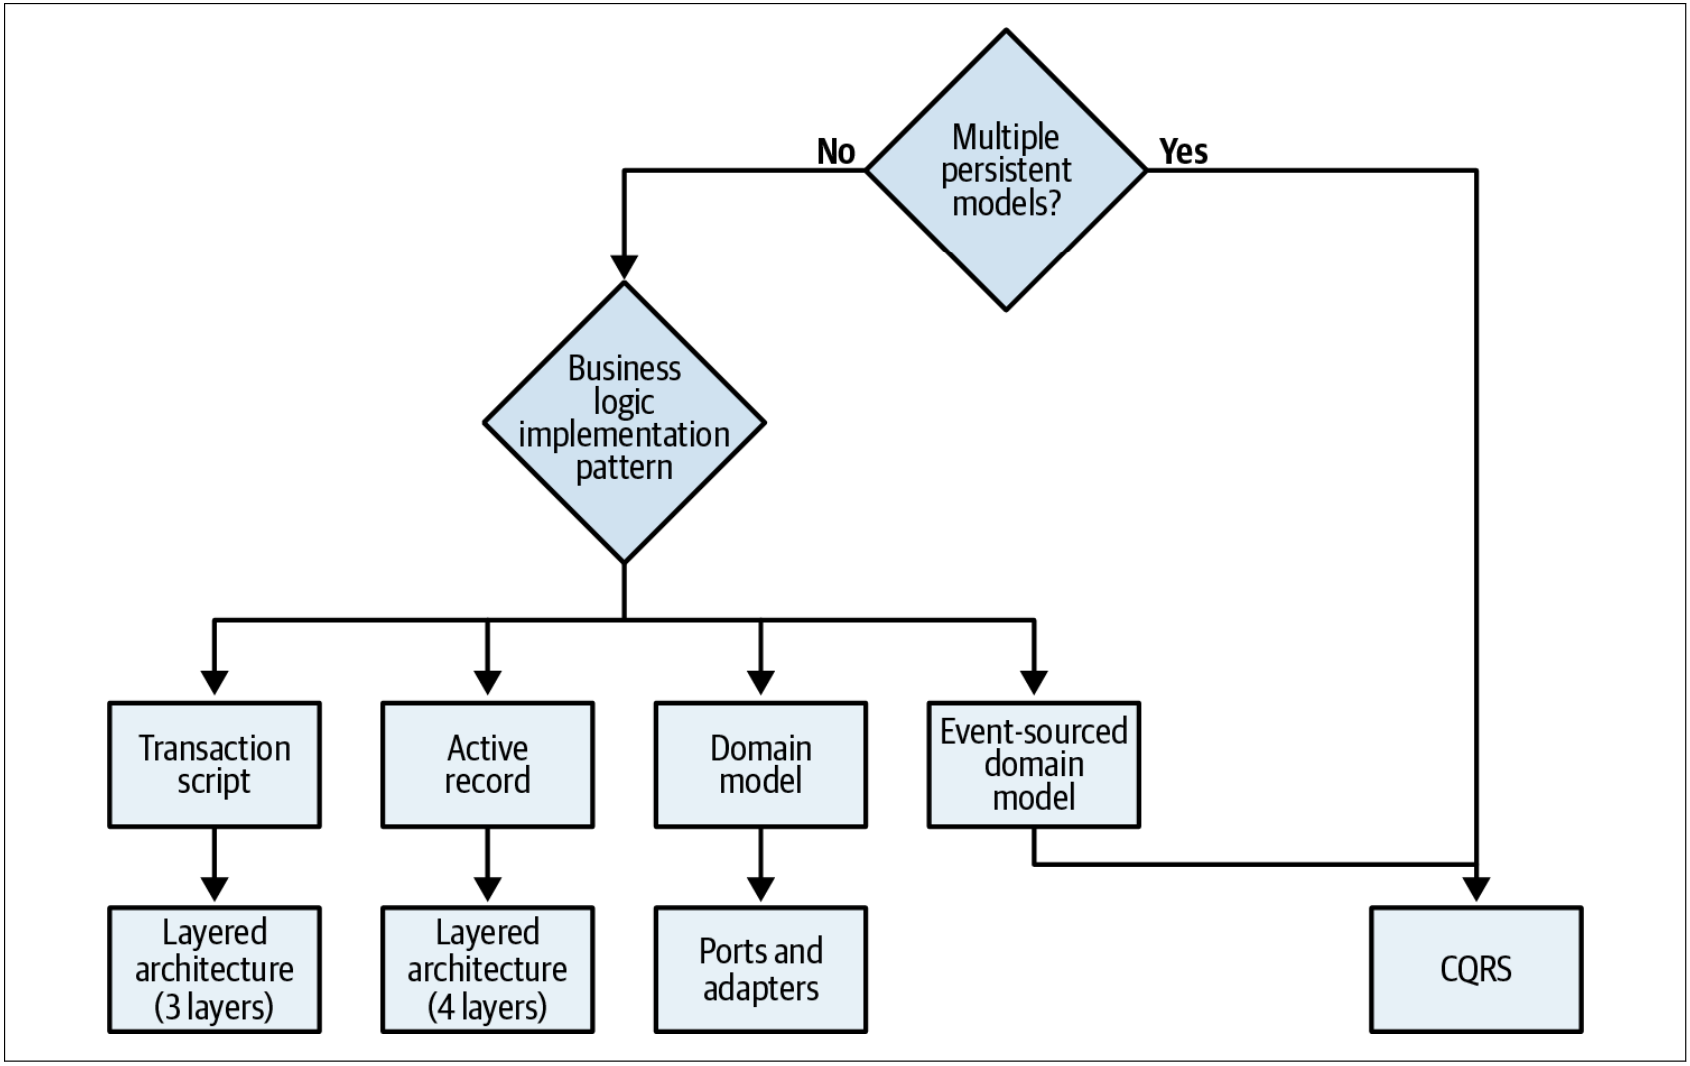 Multiple
persistent
models?
No
Yes
Business
logic
implementation
pattern
Transaction
script
Active
record
Domain
model
Event-sourced
domain
model
Layered
architecture
(3 layers)
Layered
architecture
(4 layers)
Ports and
adapters
CQRS